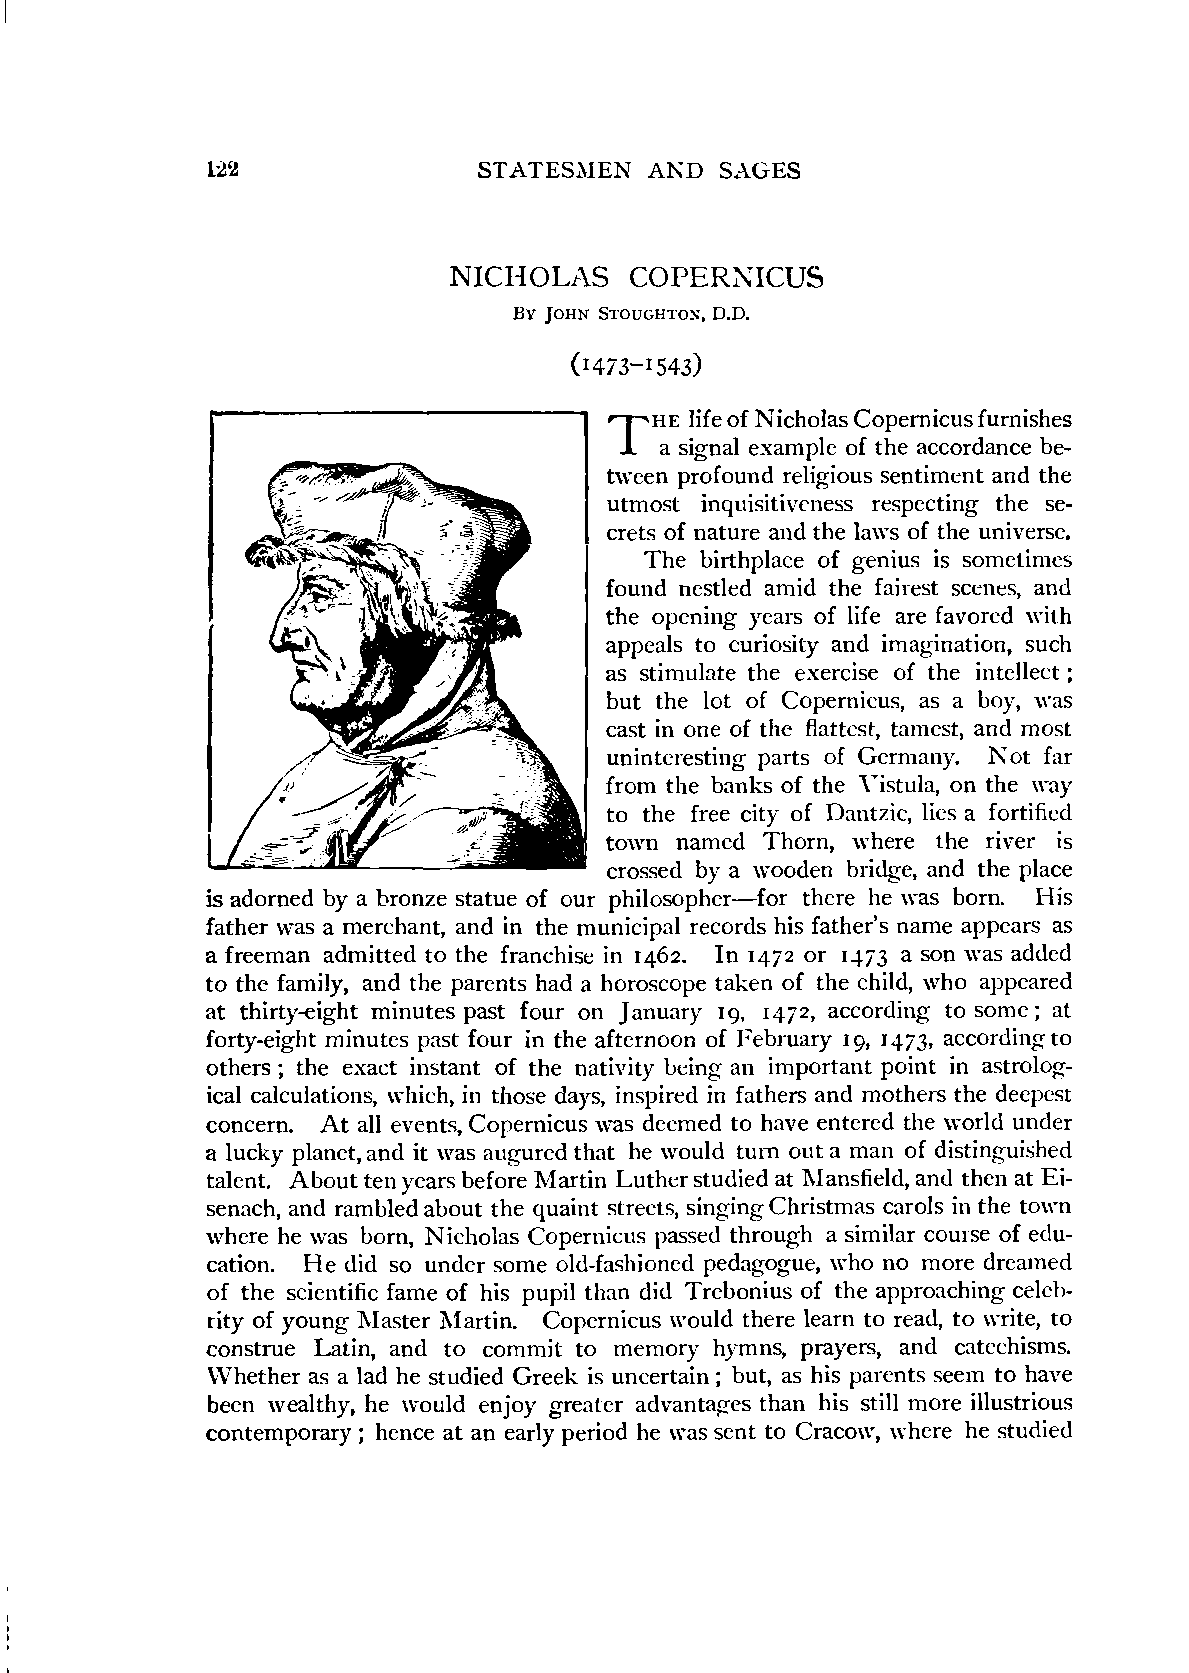 122 STATESMEN AND SAGES
NICHOLAS COPERNICUS
By John Stoughton, D.D.
(1473–1543)
THE life of Nicholas Copernicus furnishes
a signal example of the accordance be-
tween profound religious sentiment and the
utmost inquisitiveness respecting the se-
crets of nature and the laws of the universe.
The birthplace of genius is sometimes
found nestled amid the fairest scenes, and
the opening years of life are favored with
appeals to curiosity and imagination, such
as stimulate the exercise of the intellect;
but the lot of Copernicus, as a boy, was
cast in one of the flattest, tamest, and most
uninteresting parts of Germany. Not far
from the banks of the Vistula, on the way
to the free city of Dantzic, lies a fortified
town named Thorn, where the river is
crossed by a wooden bridge, and the place
is adorned by a bronze statue of our philosopher—for there he was born. His
father was a merchant, and in the municipal records his father's name appears as
a freeman admitted to the franchise in 1462. In 1472 or 1473 a son was added
to the family, and the parents had a horoscope taken of the child, who appeared
at thirty-eight minutes past four on January 19, 1472, according to some; at
forty-eight minutes past four in the afternoon of February 19, 1473, according to
others; the exact instant of the nativity being an important point in astrolog-
ical calculations, which, in those days, inspired in fathers and mothers the deepest
concern. At all events, Copernicus was deemed to have entered the world under
a lucky planet, and it was augured that he would turn out a man of distinguished
talent. About ten years before Martin Luther studied at Mansfield, and then at Ei-
senach, and rambled about the quaint streets, singing Christmas carols in the town
where he was born, Nicholas Copernicus passed through a similar course of edu-
cation. He did so under some old-fashioned pedagogue, who no more dreamed
of the scientific fame of his pupil than did Trebonius of the approaching celeb-
rity of young Master Martin. Copernicus would there learn to read, to write, to
construe Latin, and to commit to memory hymns, prayers, and catechisms.
Whether as a lad he studied Greek is uncertain; but, as his parents seem to have
been wealthy, he would enjoy greater advantages than his still more illustrious
contemporary; hence at an early period he was sent to Cracow, where he studied